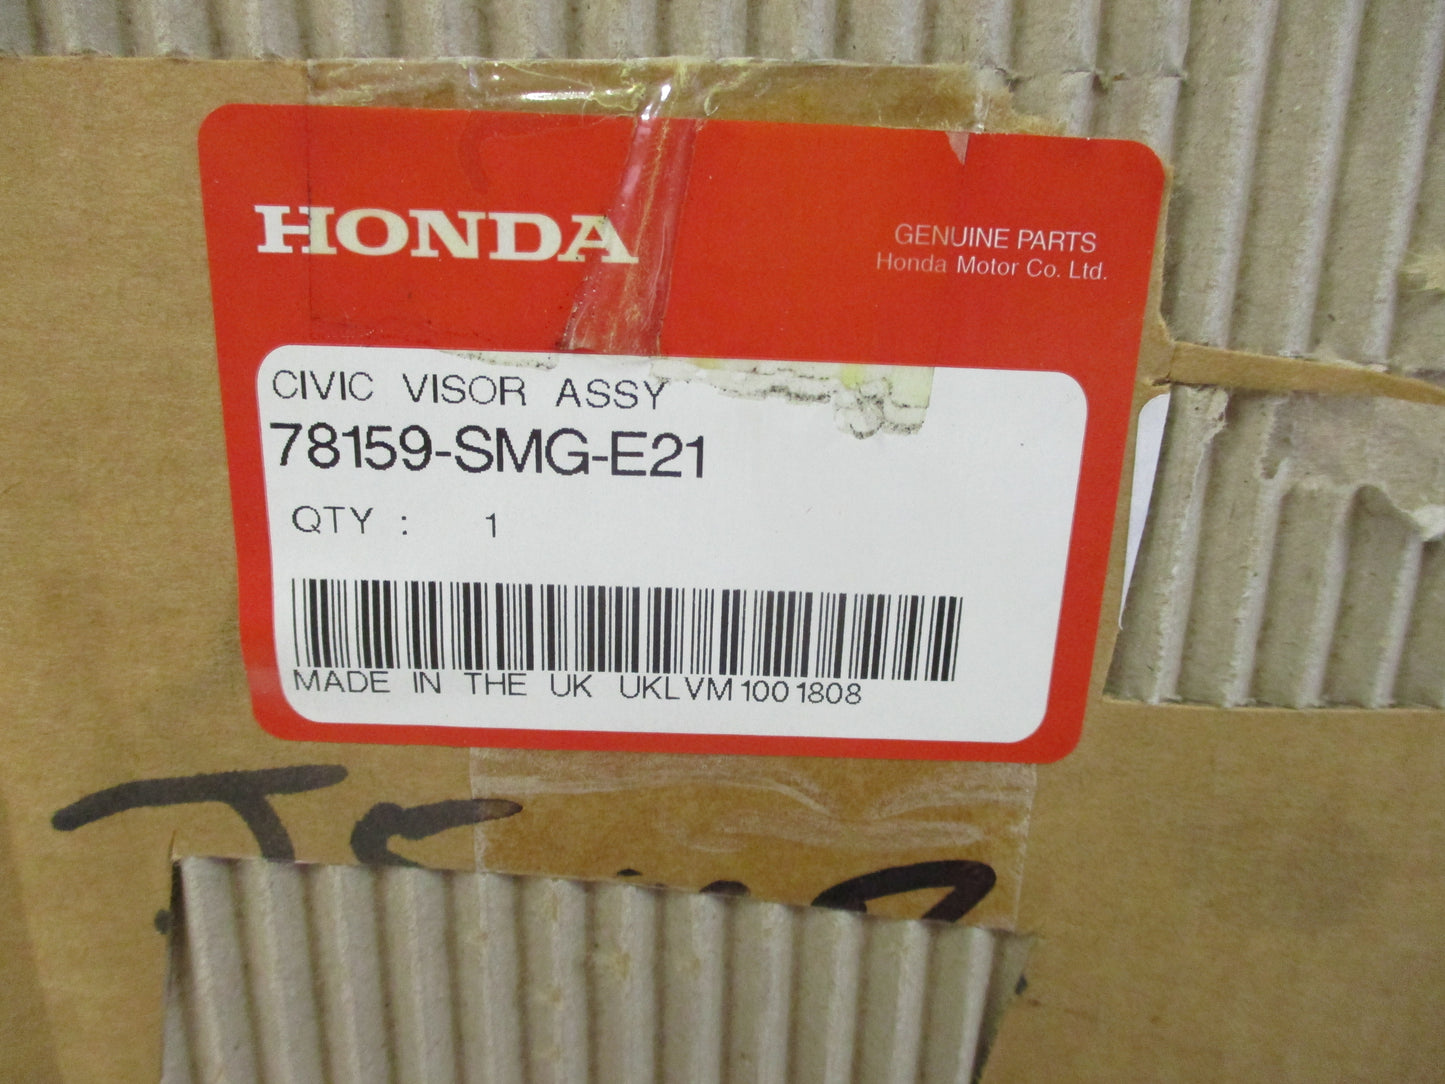 HONDA
GENUINE PARTS
Honda Motor Co. Ltd.
CIVIC VISOR ASSY
78159-SMG-E21
QTY : 1
MADE IN THE UK UKLVM1001808